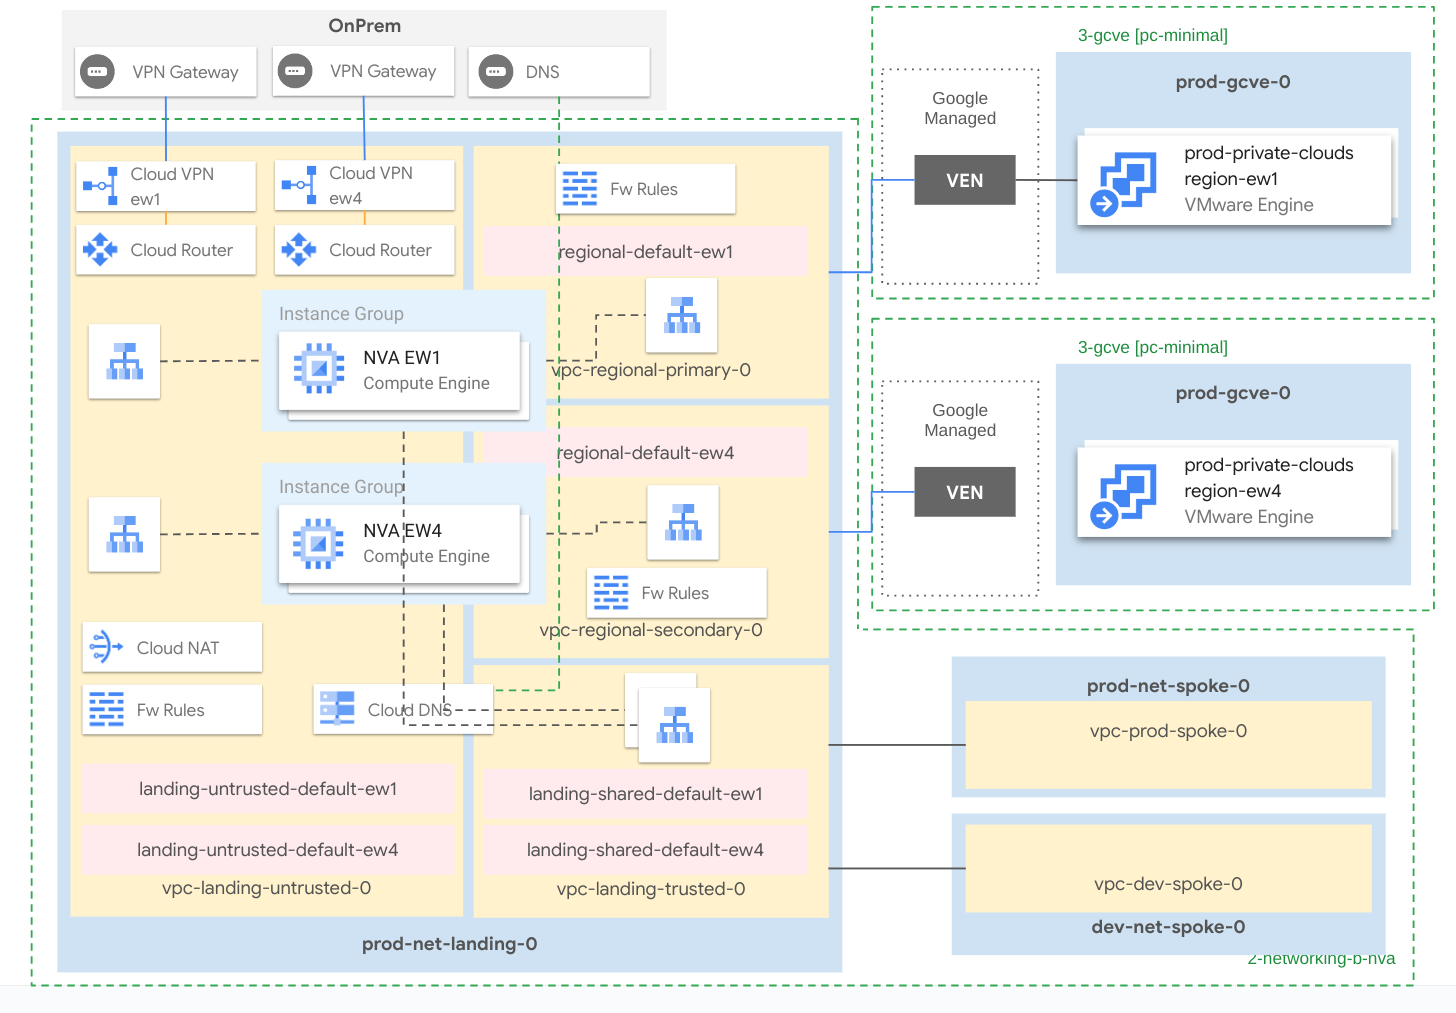 OnPrem
VPN Gateway
VPN Gateway
DNS
Cloud VPN
ew1
Cloud VPN
ew4
Cloud Router
Cloud Router
Fw Rules
regional-default-ew1
Instance Group
NVA EW1
Compute Engine
vpc-regional-primary-0
regional-default-ew4
Instance Group
NVA EW4
Compute Engine
Fw Rules
vpc-regional-secondary-0
Cloud NAT
Fw Rules
Cloud DNS
landing-untrusted-default-ew1
landing-untrusted-default-ew4
vpc-landing-untrusted-0
landing-shared-default-ew1
landing-shared-default-ew4
vpc-landing-trusted-0
prod-net-landing-0
3-gcve [pc-minimal]
Google
Managed
VEN
prod-gcve-0
prod-private-clouds
region-ew1
VMware Engine
3-gcve [pc-minimal]
Google
Managed
VEN
prod-gcve-0
prod-private-clouds
region-ew4
VMware Engine
prod-net-spoke-0
vpc-prod-spoke-0
vpc-dev-spoke-0
dev-net-spoke-0
2-networking-b-nva